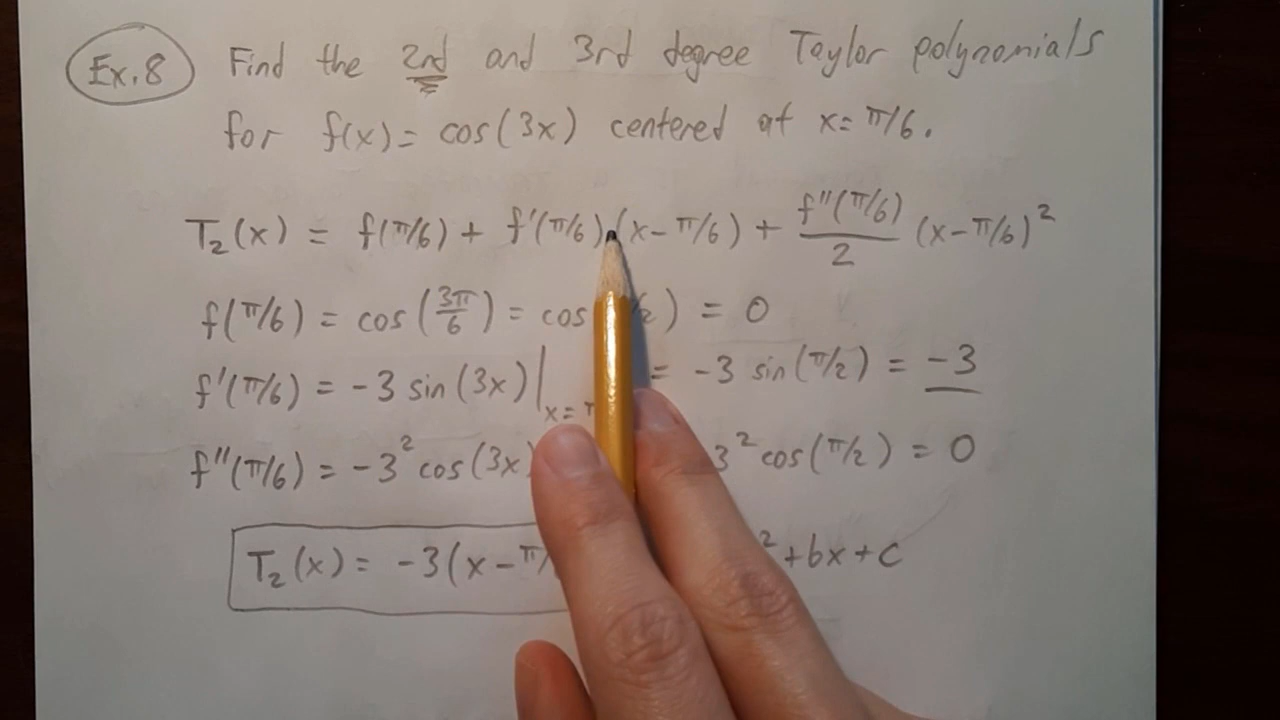 Ex. 8 Find the 2nd and 3rd degree Taylor polynomials
for f(x) = cos(3x) centered at x = π/6.
T₂(x) = f(π/6) + f'(π/6)(x - π/6) + f''(π/6)/2 (x - π/6)²
f(π/6) = cos(3π/6) = cos /2) = 0
f'(π/6) = -3 sin(3x)|x= = -3 sin(π/2) = -3
f''(π/6) = -3² cos(3x 3² cos(π/2) = 0
T₂(x) = -3(x - π/ ² + bx + c